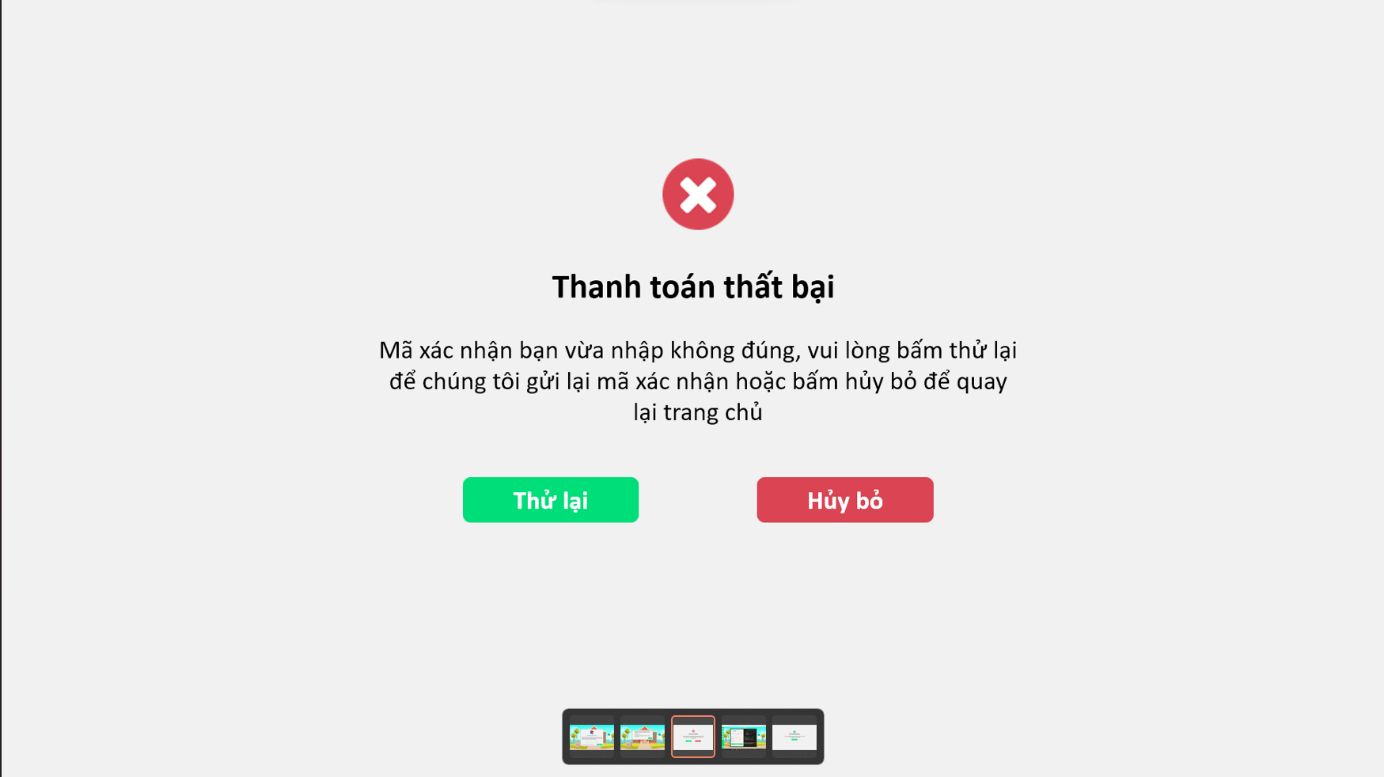 Thanh toán thất bại
Mã xác nhận bạn vừa nhập không đúng, vui lòng bấm thử lại
để chúng tôi gửi lại mã xác nhận hoặc bấm hủy bỏ để quay
lại trang chủ
Thử lại
Hủy bỏ